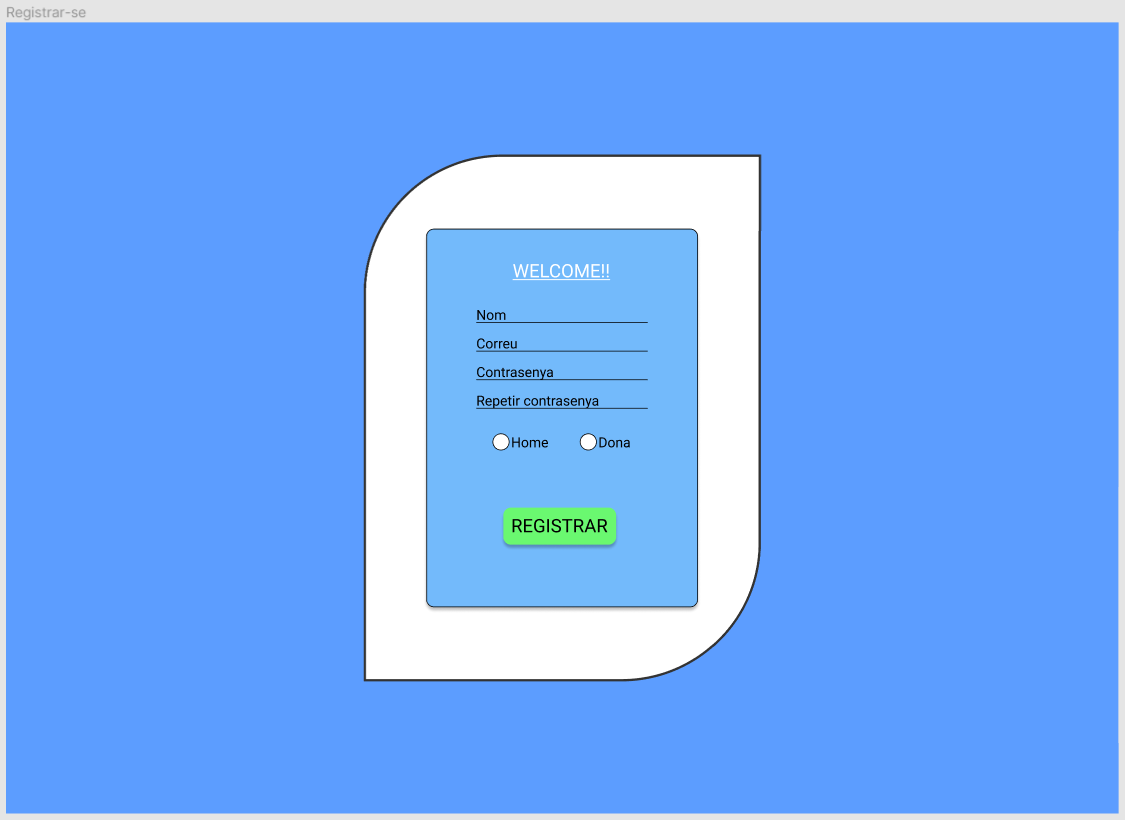 Registrar-se
WELCOME!!
Nom
Correu
Contrasenya
Repetir contrasenya
Home Dona
REGISTRAR